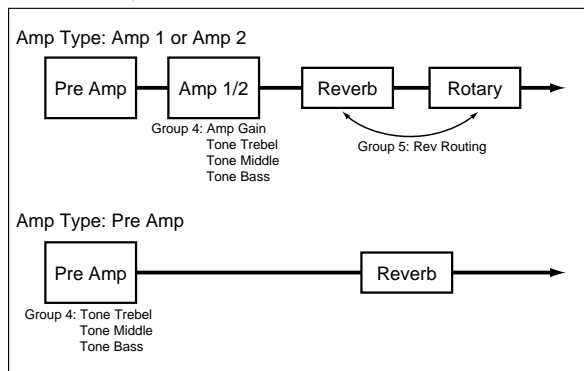 Amp Type: Amp 1 or Amp 2
Pre Amp
Amp 1/2
Reverb
Rotary
Group 4: Amp Gain
Tone Trebel
Tone Middle
Tone Bass
Group 5: Rev Routing
Amp Type: Pre Amp
Pre Amp
Reverb
Group 4: Tone Trebel
Tone Middle
Tone Bass